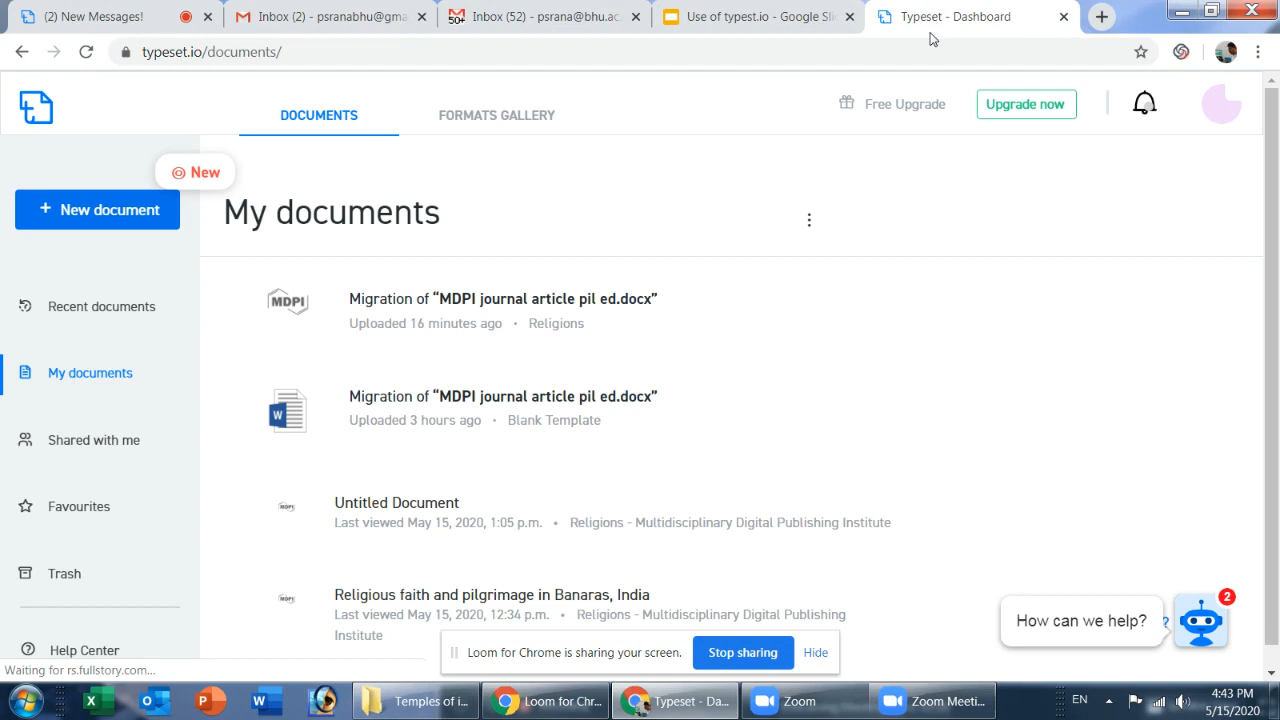 (2) New Messages!
Inbox (2) - psranabhu@gma
50+
Inbox - psrana@bhu.ac.
Use of typest.io - Google Sli
Typeset - Dashboard
typeset.io/documents/
DOCUMENTS
FORMATS GALLERY
Free Upgrade
Upgrade now
New
+ New document
My documents
Recent documents
My documents
Shared with me
Favourites
Trash
Help Center
MDPI
Migration of “MDPI journal article pil ed.docx”
Uploaded 16 minutes ago • Religions
W
Migration of “MDPI journal article pil ed.docx”
Uploaded 3 hours ago • Blank Template
MDPI
Untitled Document
Last viewed May 15, 2020, 1:05 p.m. • Religions - Multidisciplinary Digital Publishing Institute
MDPI
Religious faith and pilgrimage in Banaras, India
Last viewed May 15, 2020, 12:34 p.m. • Religions - Multidisciplinary Digital Publishing
Institute
How can we help?
?
2
Loom for Chrome is sharing your screen.
Stop sharing
Hide
Waiting for rs.fullstory.com...
Temples of i...
Loom for Chr...
Typeset - Da...
Zoom
Zoom Meeti...
EN
4:43 PM
5/15/2020